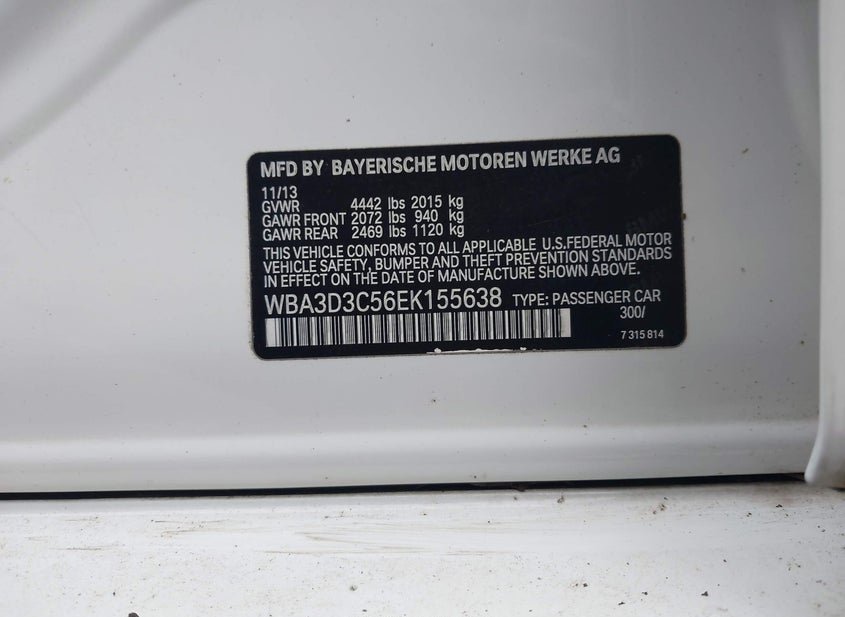 MFD BY BAYERISCHE MOTOREN WERKE AG
11/13
GVWR 4442 lbs 2015 kg
GAWR FRONT 2072 lbs 940 kg
GAWR REAR 2469 lbs 1120 kg
THIS VEHICLE CONFORMS TO ALL APPLICABLE U.S.FEDERAL MOTOR
VEHICLE SAFETY, BUMPER AND THEFT PREVENTION STANDARDS
IN EFFECT ON THE DATE OF MANUFACTURE SHOWN ABOVE.
WBA3D3C56EK155638 TYPE: PASSENGER CAR
300/
7 315 814